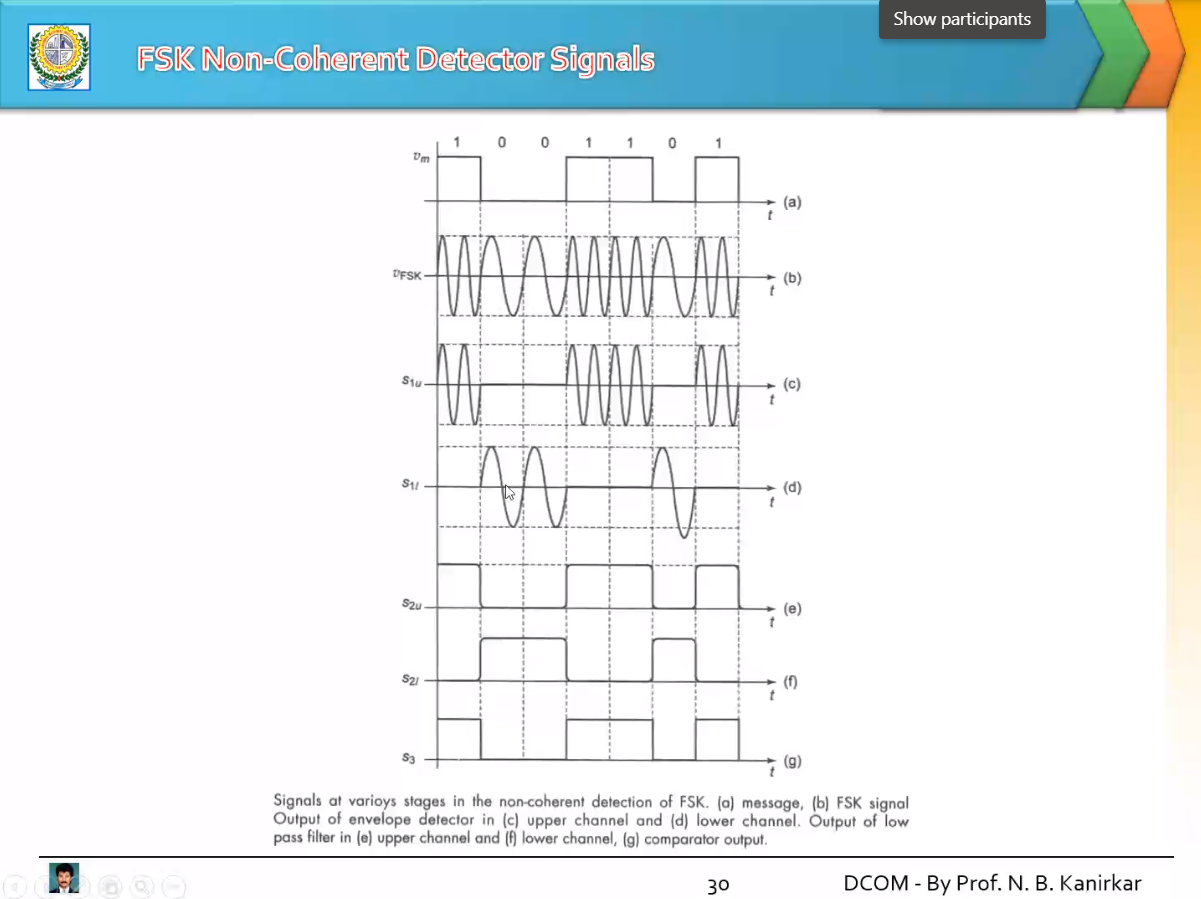 Show participants
FSK Non-Coherent Detector Signals
1 0 0 1 1 0 1
vm
(a)
t
vFSK
(b)
t
S1u
(c)
t
S1l
(d)
t
S2u
(e)
t
S2l
(f)
t
S3
(g)
t
Signals at varioys stages in the non-coherent detection of FSK. (a) message, (b) FSK signal
Output of envelope detector in (c) upper channel and (d) lower channel. Output of low
pass filter in (e) upper channel and (f) lower channel, (g) comparator output.
30
DCOM - By Prof. N. B. Kanirkar